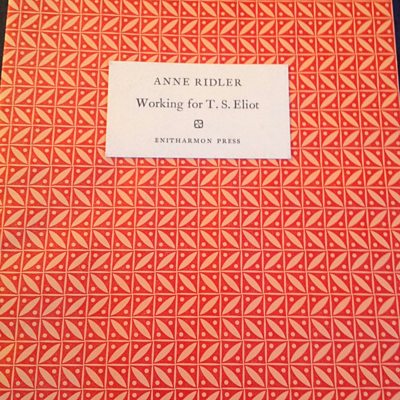 ANNE RIDLER
Working for T. S. Eliot
ENITHARMON PRESS